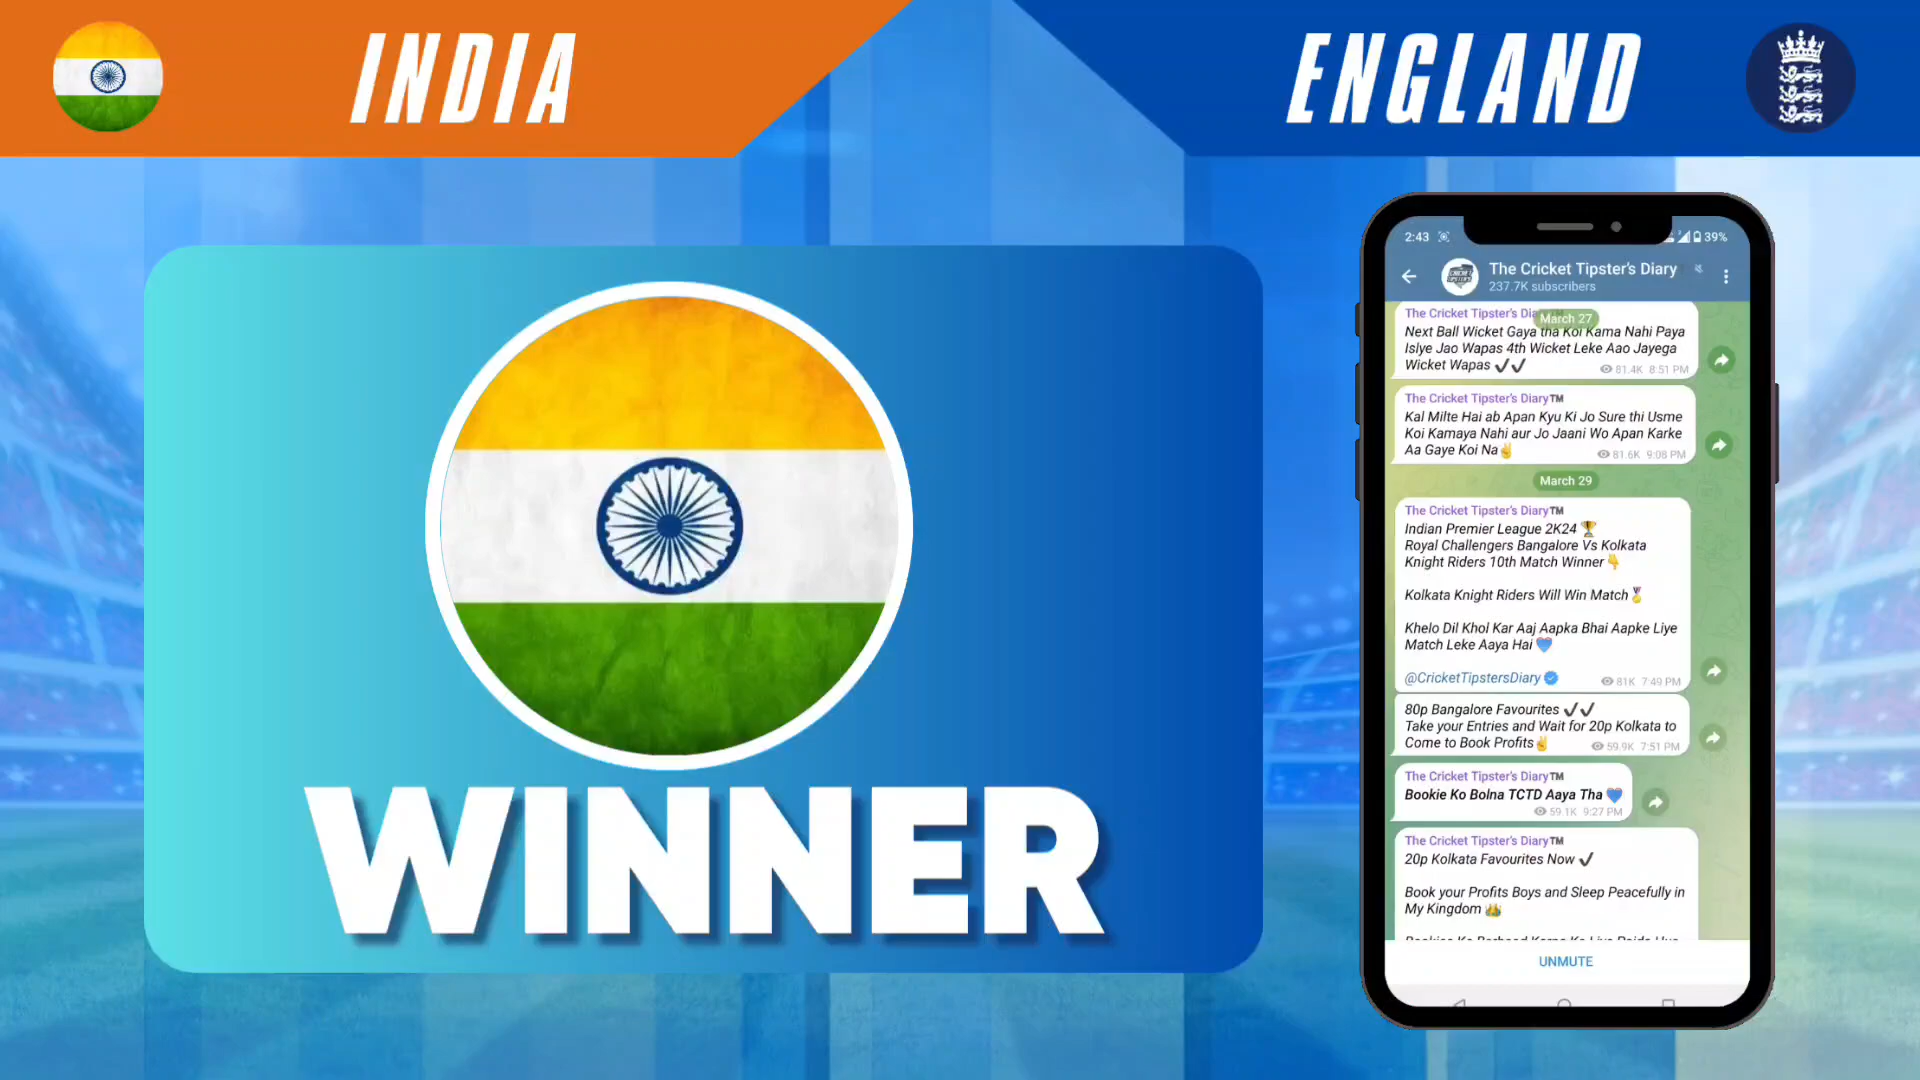 INDIA
ENGLAND
WINNER
2:43
39%
The Cricket Tipster's Diary
237.7K subscribers
March 27
Next Ball Wicket Gaya tha Koi Kama Nahi Paya
Islye Jao Wapas 4th Wicket Leke Aao Jayega
Wicket Wapas ✔✔
81.4K 8:51 PM
The Cricket Tipster's Diary™
Kal Milte Hai ab Apan Kyu Ki Jo Sure thi Usme
Koi Kamaya Nahi aur Jo Jaani Wo Apan Karke
Aa Gaye Koi Na✌
81.6K 9:08 PM
March 29
The Cricket Tipster's Diary™
Indian Premier League 2K24 🏆
Royal Challengers Bangalore Vs Kolkata
Knight Riders 10th Match Winner👇
Kolkata Knight Riders Will Win Match🏅
Khelo Dil Khol Kar Aaj Aapka Bhai Aapke Liye
Match Leke Aaya Hai 💙
@CricketTipstersDiary
81K 7:49 PM
80p Bangalore Favourites ✔✔
Take your Entries and Wait for 20p Kolkata to
Come to Book Profits✌
59.9K 7:51 PM
The Cricket Tipster's Diary™
Bookie Ko Bolna TCTD Aaya Tha 💙
59.1K 9:27 PM
The Cricket Tipster's Diary™
20p Kolkata Favourites Now ✔
Book your Profits Boys and Sleep Peacefully in
My Kingdom 👑
UNMUTE